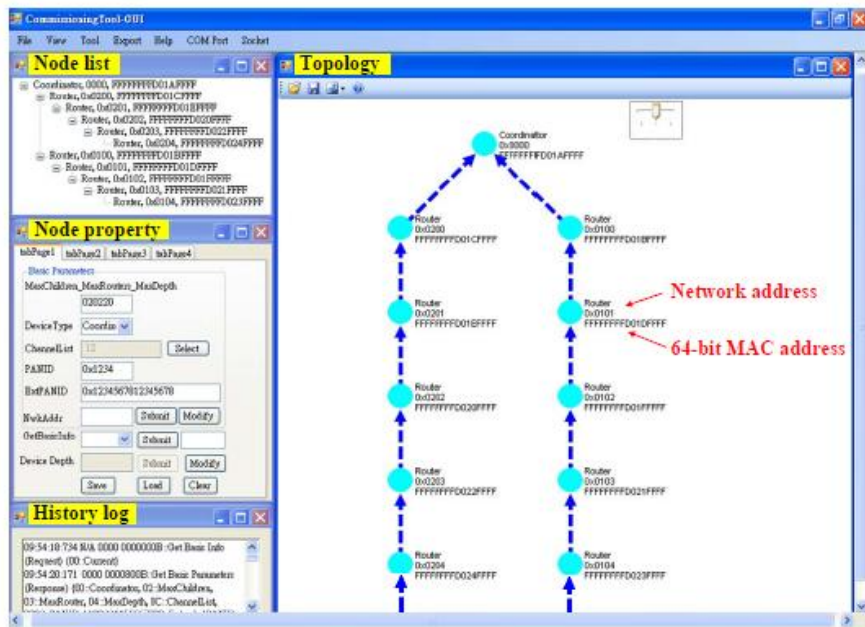 CommissioningTool-GUI
File View Tool Export Help COM Port Socket
Node list
Coordinator, 0000, FFFFFFFFD01AFFFF
Router, 0x0200, FFFFFFFFD01CFFFF
Router, 0x0201, FFFFFFFFD01EFFFF
Router, 0x0202, FFFFFFFFD020FFFF
Router, 0x0203, FFFFFFFFD022FFFF
Router, 0x0204, FFFFFFFFD024FFFF
Router, 0x0100, FFFFFFFFD01BFFFF
Router, 0x0101, FFFFFFFFD01DFFFF
Router, 0x0102, FFFFFFFFD01FFFFF
Router, 0x0103, FFFFFFFFD021FFFF
Router, 0x0104, FFFFFFFFD023FFFF
Node property
tabPage1 tabPage2 tabPage3 tabPage4
Basic Parameters
MaxChildren_MaxRouters_MaxDepth
020220
DeviceType Coordin
ChannelList 12 Select
PANID 0x1234
ExtPANID 0x1234567812345678
NwkAddr Submit Modify
GetBasicInfo Submit
Device Depth Submit Modify
Save Load Clear
History log
09:54:18:734 N/A 0000 0000000B::Get Basic Info
(Request) (00::Current)
09:54:20:171 0000 0000800B::Get Basic Parameters
(Response) (00::Coordinator, 02::MaxChildren,
03::MaxRouter, 04::MaxDepth, 0C::ChannelList,
Topology
Coordinator
0x0000
FFFFFFFFD01AFFFF
Router
0x0200
FFFFFFFFD01CFFFF
Router
0x0100
FFFFFFFFD01BFFFF
Router
0x0201
FFFFFFFFD01EFFFF
Router
0x0101
FFFFFFFFD01DFFFF
Network address
64-bit MAC address
Router
0x0202
FFFFFFFFD020FFFF
Router
0x0102
FFFFFFFFD01FFFFF
Router
0x0203
FFFFFFFFD022FFFF
Router
0x0103
FFFFFFFFD021FFFF
Router
0x0204
FFFFFFFFD024FFFF
Router
0x0104
FFFFFFFFD023FFFF